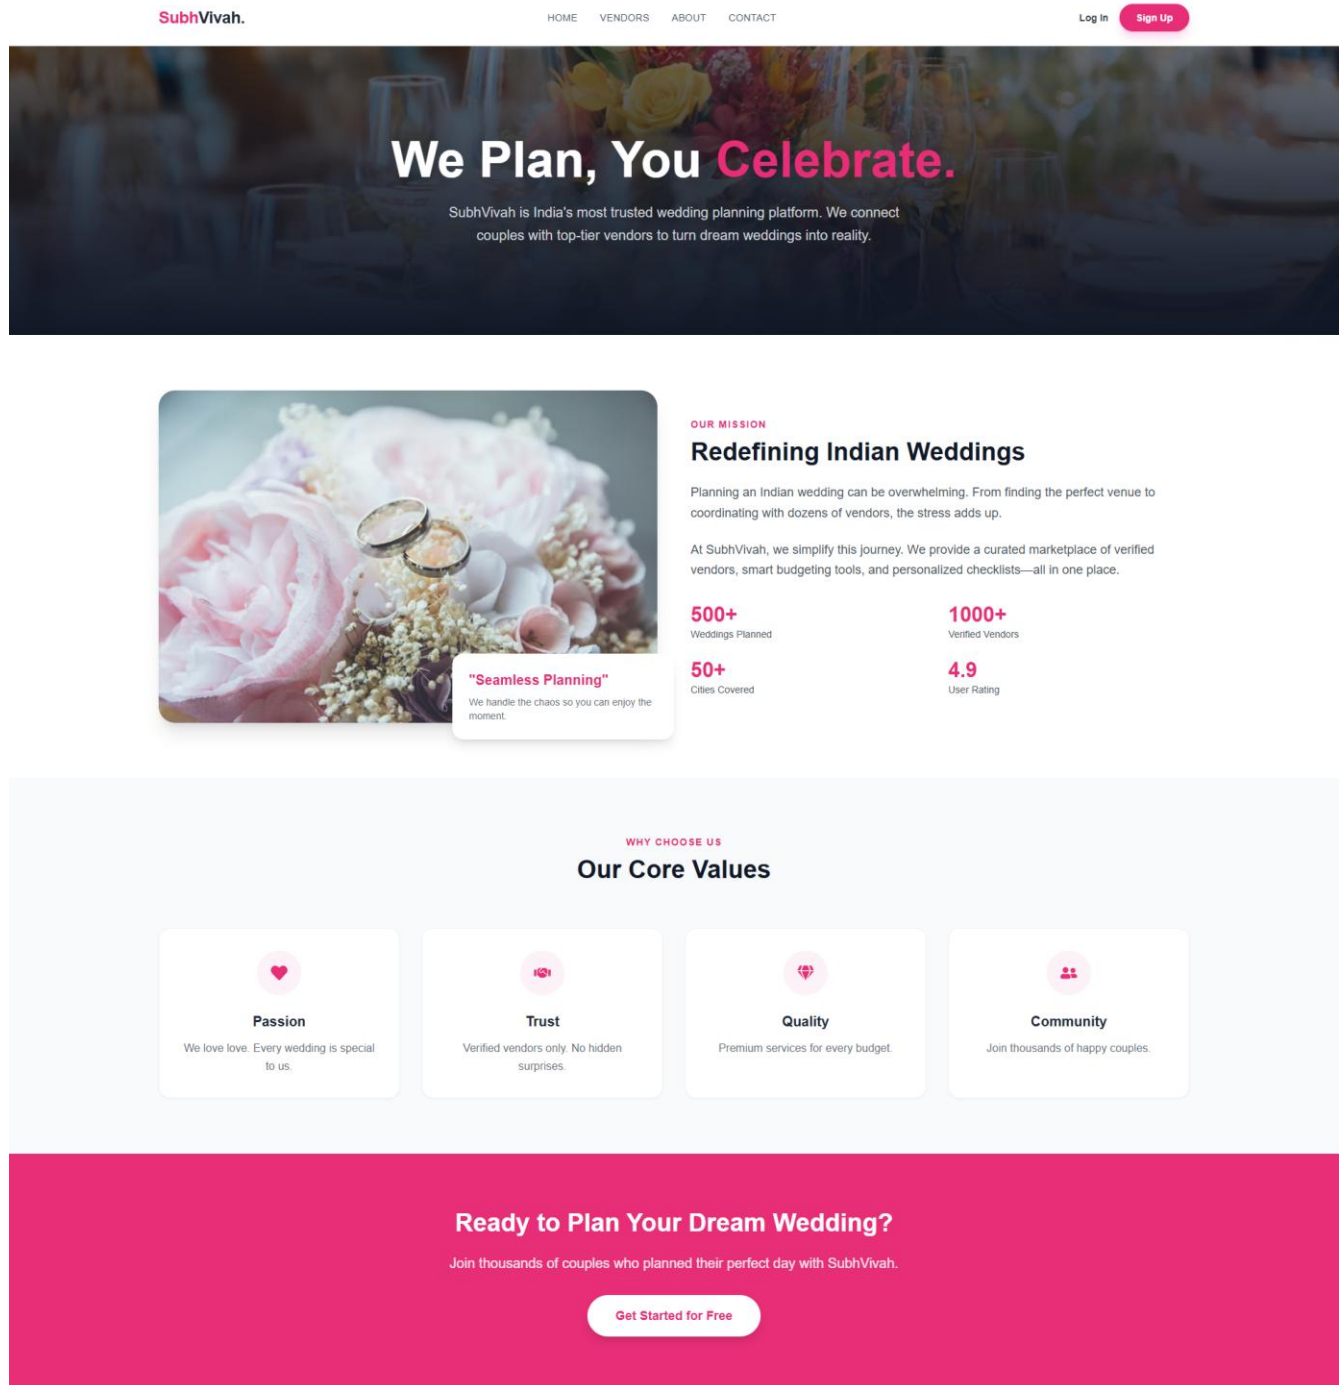 SubhVivah.
HOME VENDORS ABOUT CONTACT
Log In Sign Up
We Plan, You Celebrate.
SubhVivah is India's most trusted wedding planning platform. We connect
couples with top-tier vendors to turn dream weddings into reality.
OUR MISSION
Redefining Indian Weddings
Planning an Indian wedding can be overwhelming. From finding the perfect venue to
coordinating with dozens of vendors, the stress adds up.
At SubhVivah, we simplify this journey. We provide a curated marketplace of verified
vendors, smart budgeting tools, and personalized checklists—all in one place.
500+
Weddings Planned
1000+
Verified Vendors
50+
Cities Covered
4.9
User Rating
"Seamless Planning"
We handle the chaos so you can enjoy the
moment.
WHY CHOOSE US
Our Core Values
Passion
We love love. Every wedding is special
to us.
Trust
Verified vendors only. No hidden
surprises.
Quality
Premium services for every budget.
Community
Join thousands of happy couples.
Ready to Plan Your Dream Wedding?
Join thousands of couples who planned their perfect day with SubhVivah.
Get Started for Free